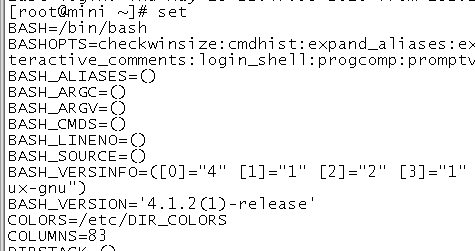 [root@mini ~]# set
BASH=/bin/bash
BASHOPTS=checkwinsize:cmdhist:expand_aliases:ex
teractive_comments:login_shell:progcomp:promptv
BASH_ALIASES=()
BASH_ARGC=()
BASH_ARGV=()
BASH_CMDS=()
BASH_LINENO=()
BASH_SOURCE=()
BASH_VERSINFO=([0]="4" [1]="1" [2]="2" [3]="1"
ux-gnu")
BASH_VERSION='4.1.2(1)-release'
COLORS=/etc/DIR_COLORS
COLUMNS=83